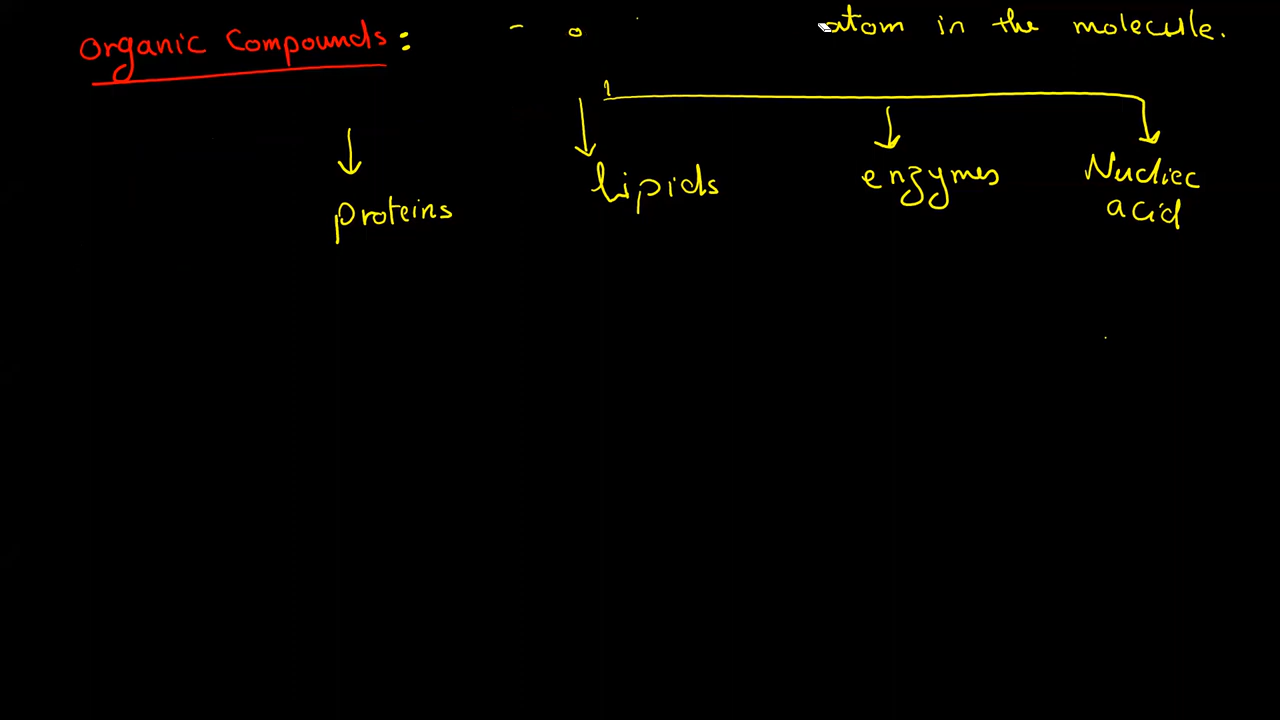 Organic Compounds: atom in the molecule.
proteins lipids enzymes Nucliec
acid